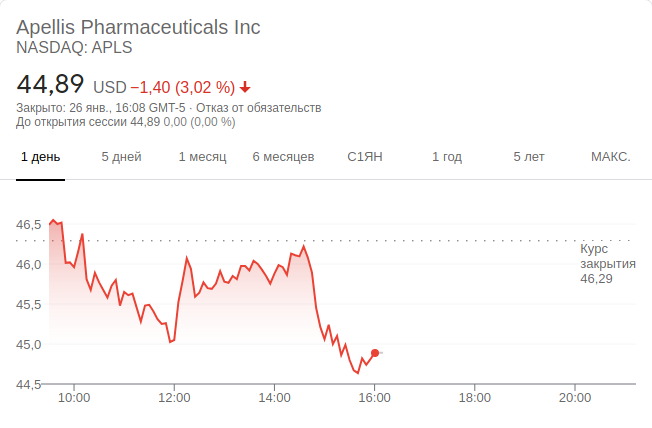 Apellis Pharmaceuticals Inc
NASDAQ: APLS
44,89 USD −1,40 (3,02 %)
Закрыто: 26 янв., 16:08 GMT-5 · Отказ от обязательств
До открытия сессии 44,89 0,00 (0,00 %)
1 день 5 дней 1 месяц 6 месяцев С1ЯН 1 год 5 лет МАКС.
46,5
Курс
закрытия
46,29
46,0
45,5
45,0
44,5
10:00 12:00 14:00 16:00 18:00 20:00